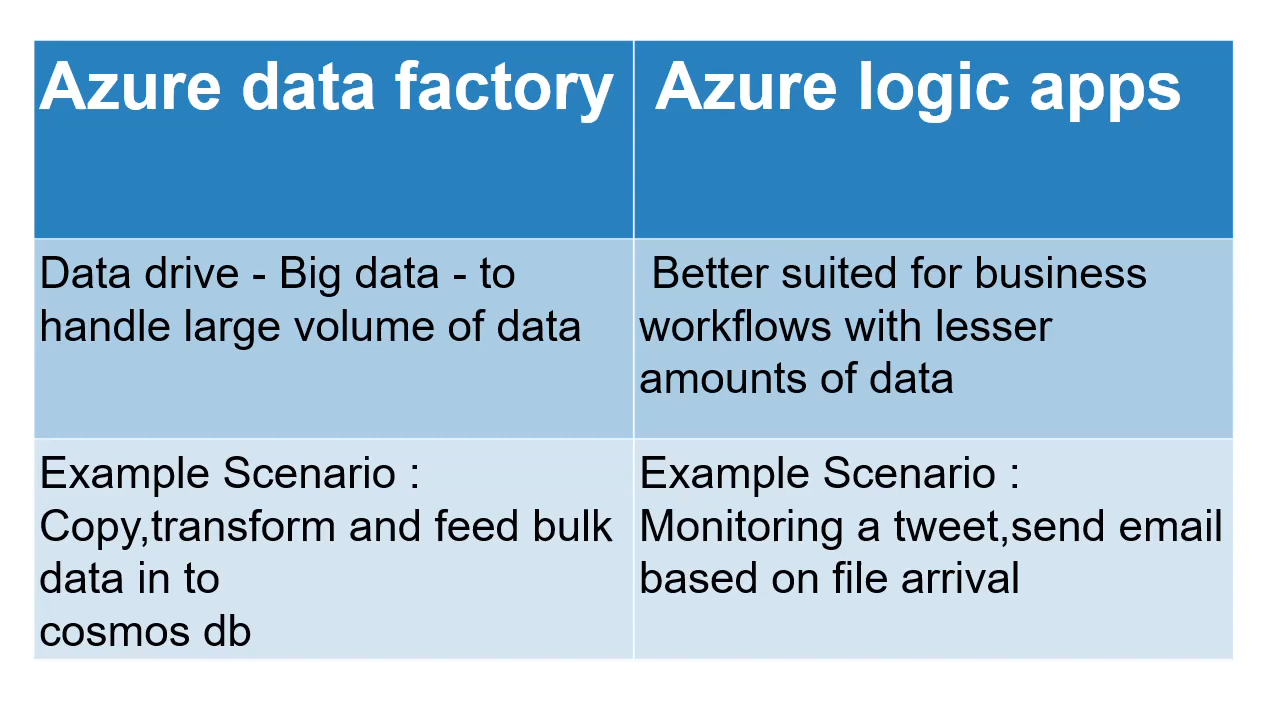 Azure data factory
Azure logic apps
Data drive - Big data - to
handle large volume of data
Better suited for business
workflows with lesser
amounts of data
Example Scenario :
Copy,transform and feed bulk
data in to
cosmos db
Example Scenario :
Monitoring a tweet,send email
based on file arrival